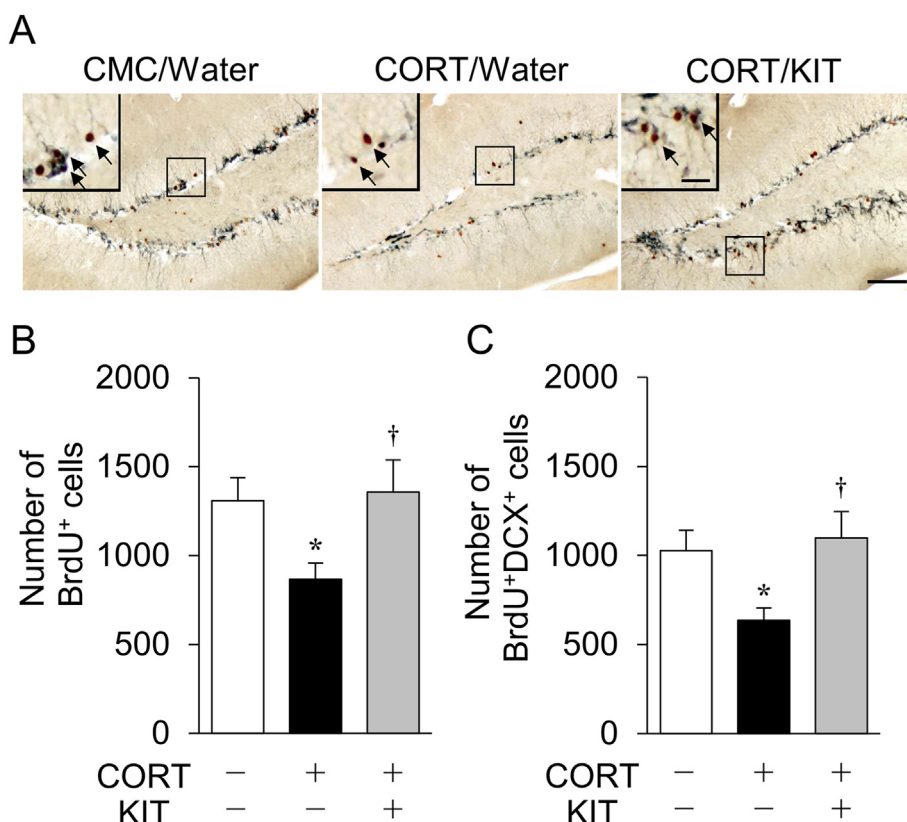 A
CMC/Water CORT/Water CORT/KIT
B
2000
1500
1000
500
0
Number of
BrdU⁺ cells
*
†
CORT − + +
KIT − − +
C
2000
1500
1000
500
0
Number of
BrdU⁺DCX⁺ cells
*
†
CORT − + +
KIT − − +